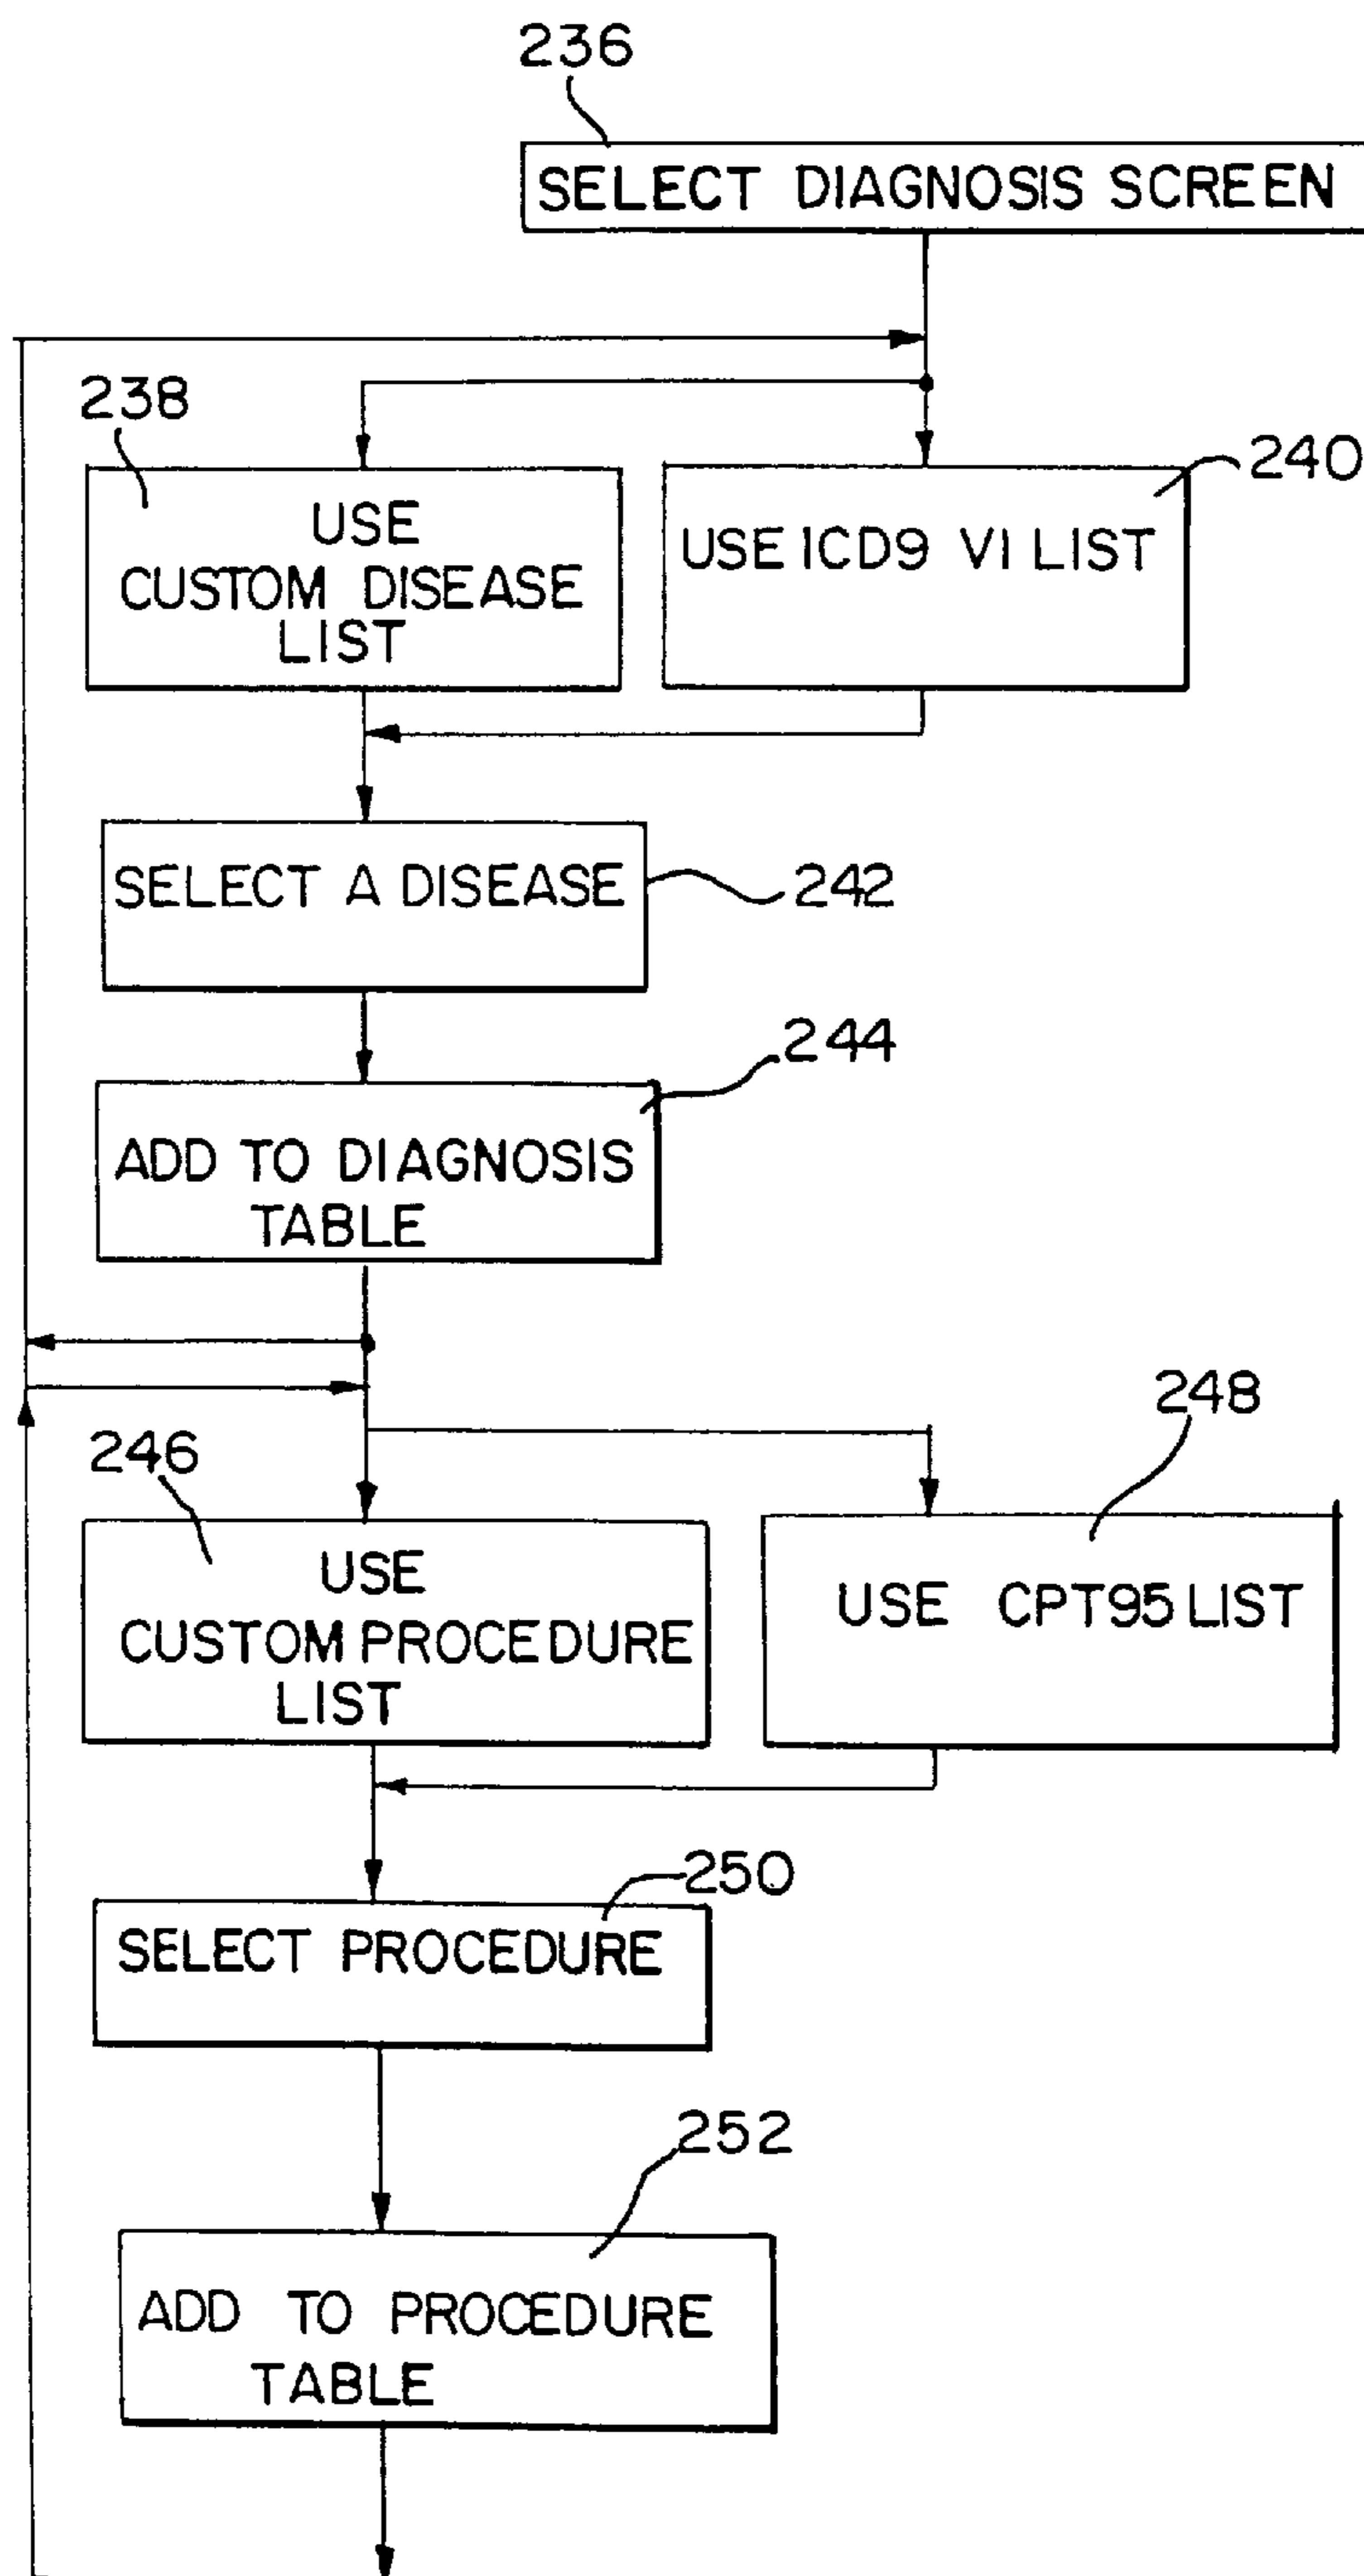 236
SELECT DIAGNOSIS SCREEN
238
USE
CUSTOM DISEASE
LIST
240
USE ICD9 V1 LIST
SELECT A DISEASE
242
244
ADD TO DIAGNOSIS
TABLE
246
USE
CUSTOM PROCEDURE
LIST
248
USE CPT95 LIST
250
SELECT PROCEDURE
252
ADD TO PROCEDURE
TABLE